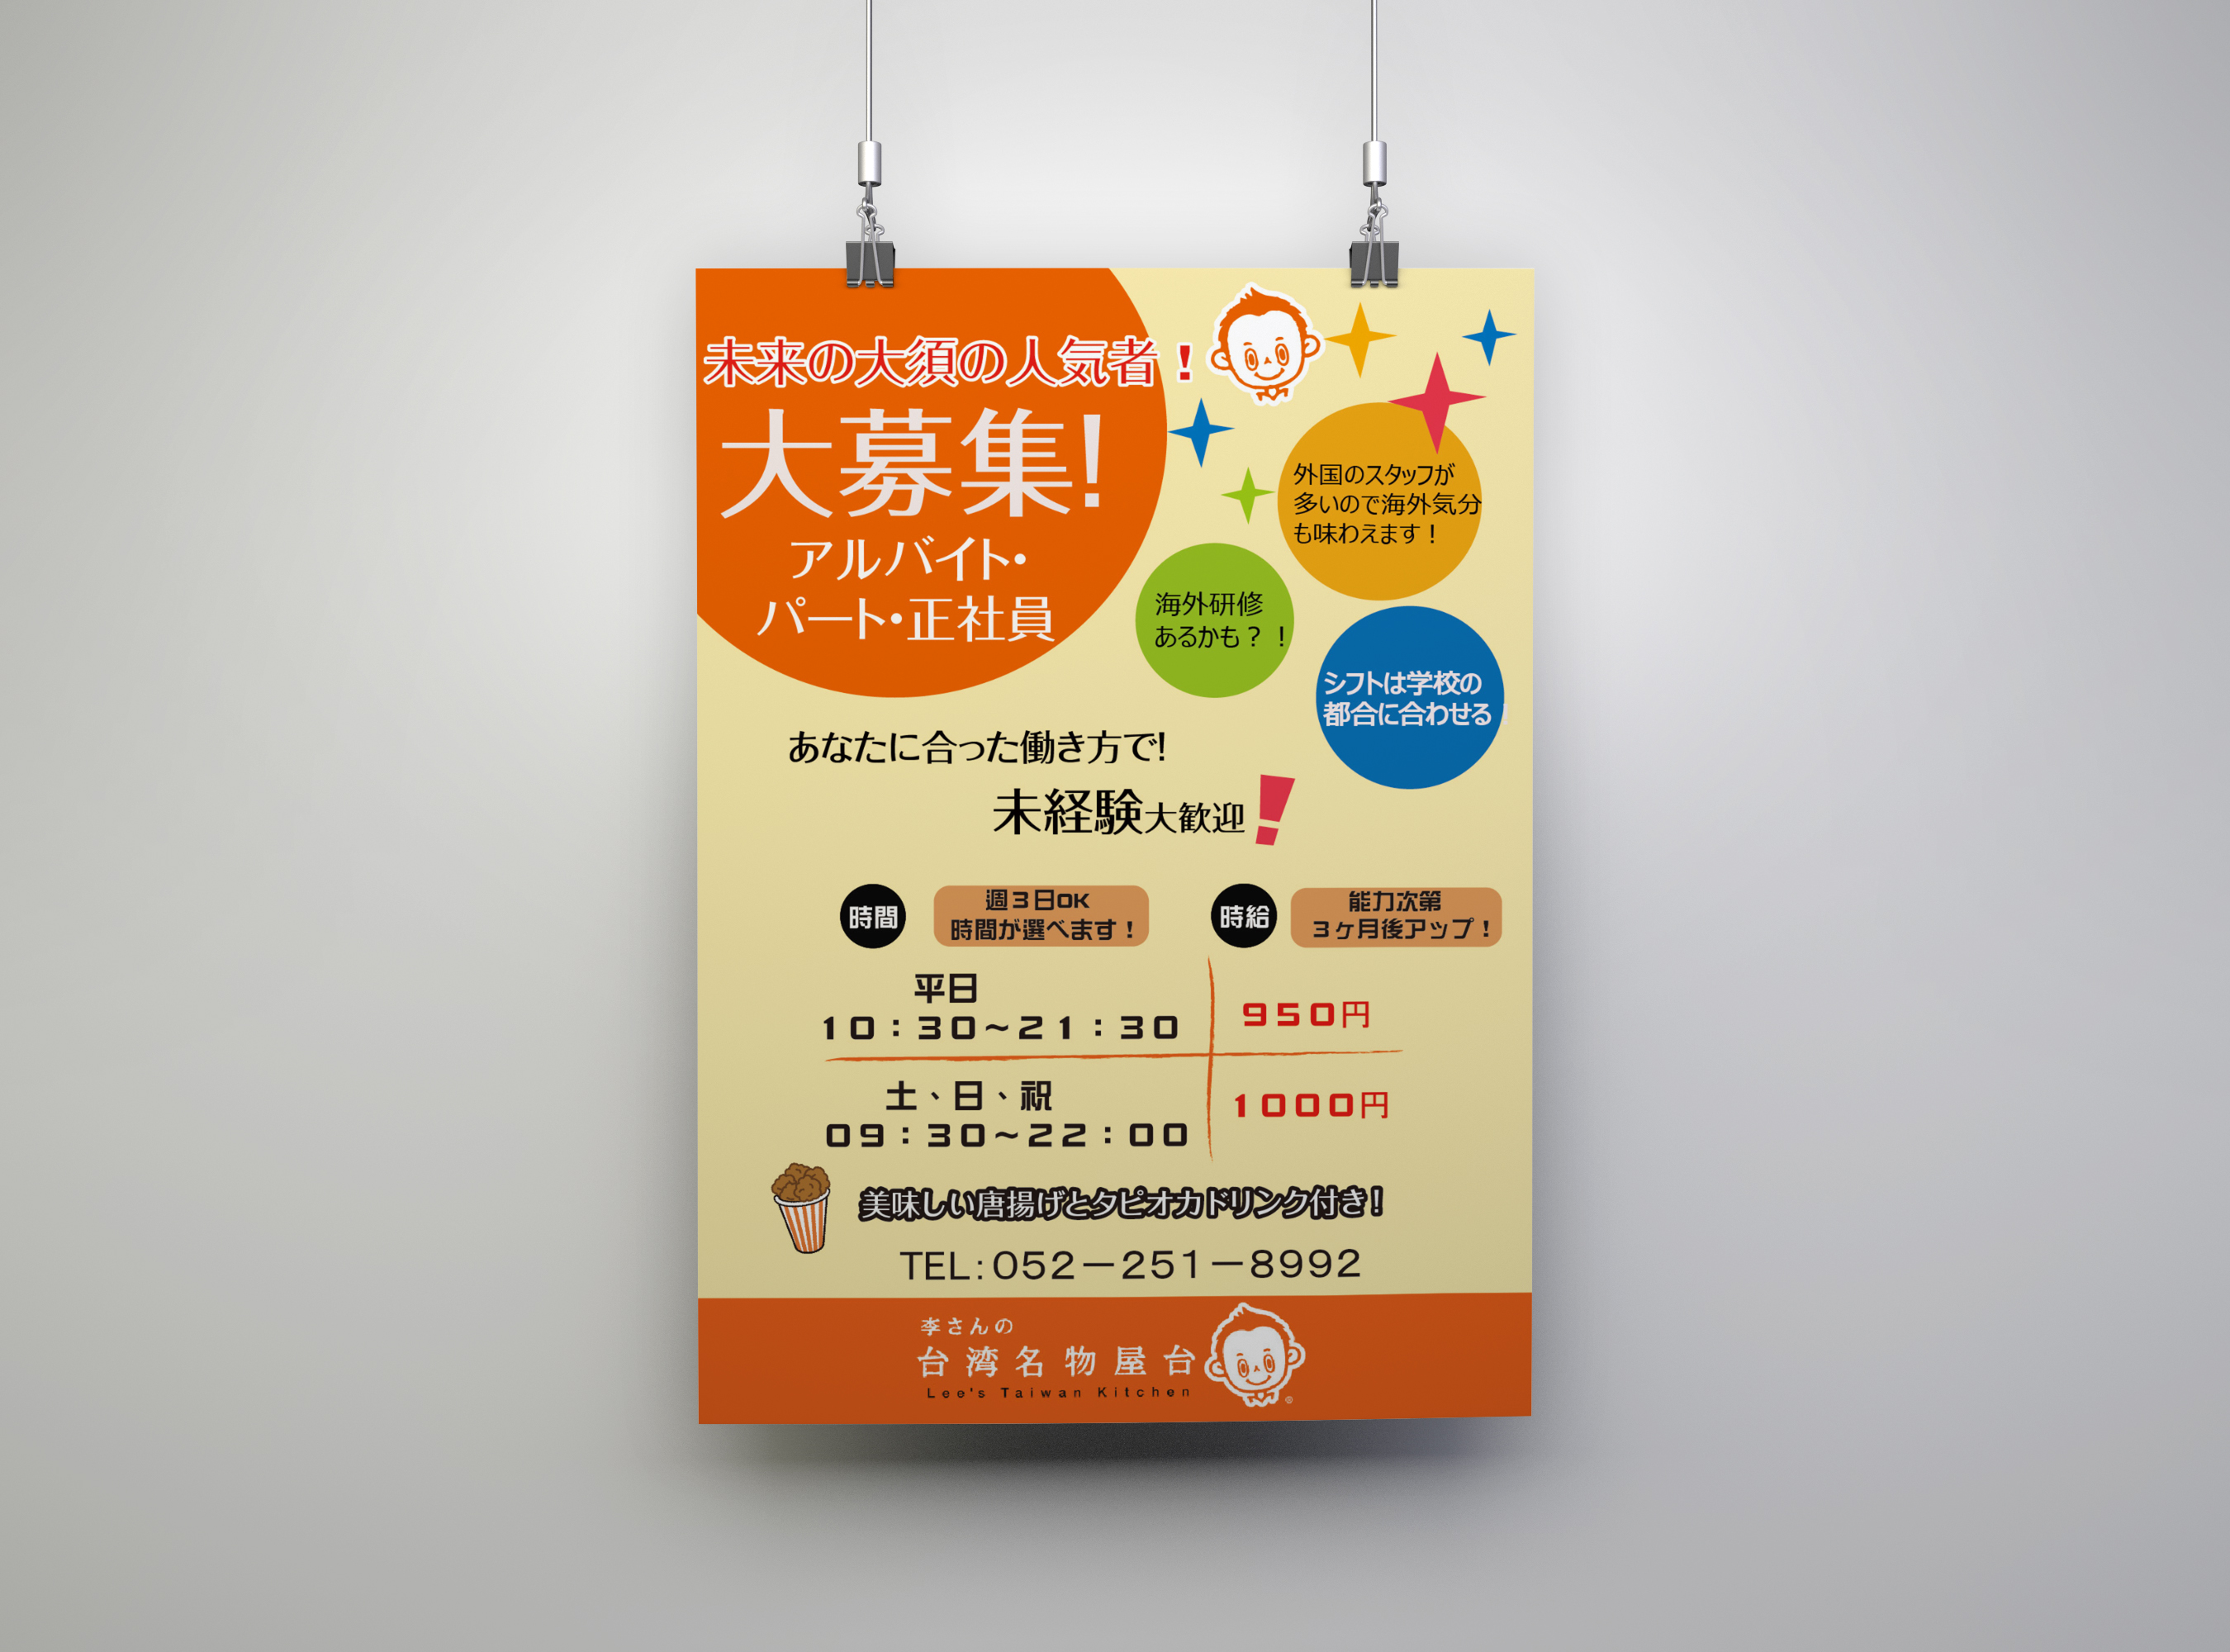 未来の大須の人気者！
大募集!
アルバイト・
パート・正社員
外国のスタッフが
多いので海外気分
も味わえます！
海外研修
あるかも？！
シフトは学校の
都合に合わせる
あなたに合った働き方で!
未経験大歓迎!
時間
週３日OK
時間が選べます！
時給
能力次第
３ヶ月後アップ！
平日
１０：３０~２１：３０
９５０円
土、日、祝
０９：３０~２２：００
１０００円
美味しい唐揚げとタピオカドリンク付き!
TEL:052－251－8992
李さんの
台湾名物屋台
Lee's Taiwan Kitchen
®